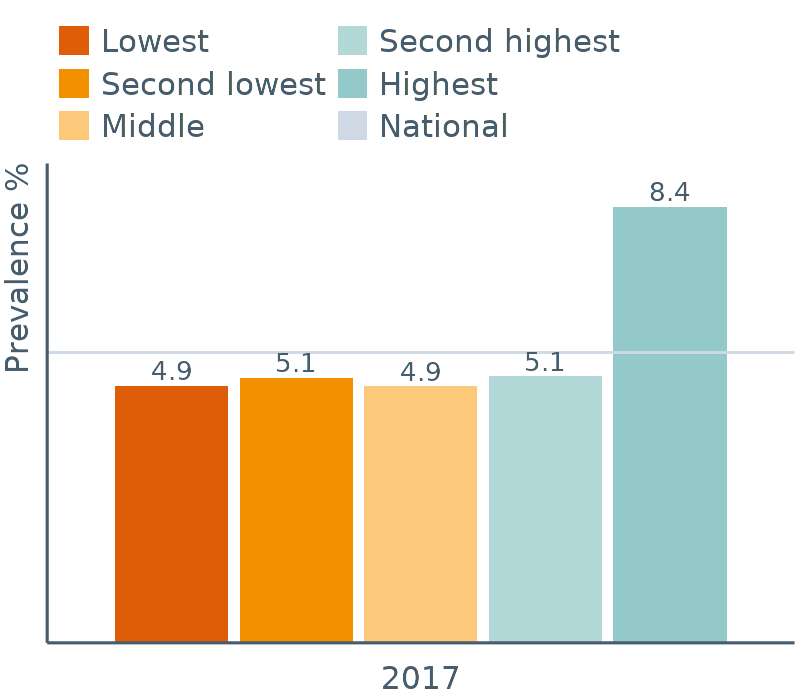 Lowest
Second lowest
Middle
Second highest
Highest
National
Prevalence %
4.9
5.1
4.9
5.1
8.4
2017